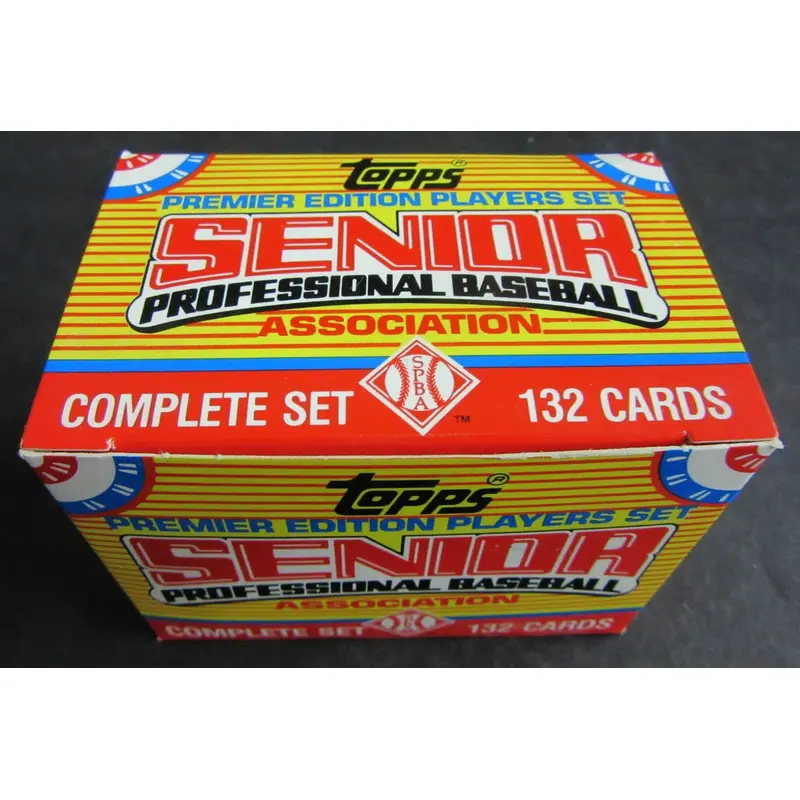 Topps®
PREMIER EDITION PLAYERS SET
SENIOR
PROFESSIONAL BASEBALL
ASSOCIATION
COMPLETE SET SPBA ™ 132 CARDS
Topps®
PREMIER EDITION PLAYERS SET
SENIOR
PROFESSIONAL BASEBALL
ASSOCIATION
COMPLETE SET 132 CARDS